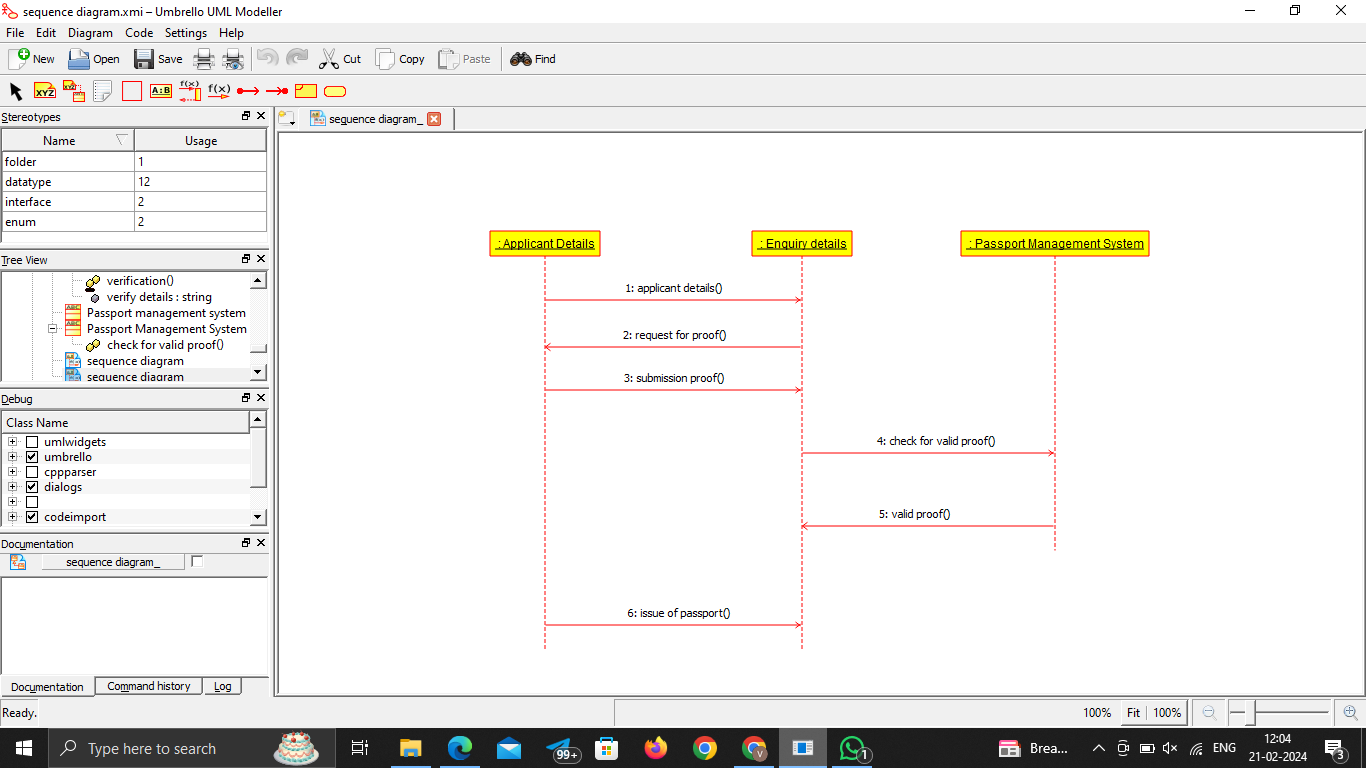 sequence diagram.xmi – Umbrello UML Modeller
File Edit Diagram Code Settings Help
New Open Save Cut Copy Paste Find
XYZ XYZ A:B f(x) f(x)
Stereotypes
sequence diagram_
Name Usage
folder 1
datatype 12
interface 2
enum 2
Tree View
verification()
verify details : string
Passport management system
Passport Management System
check for valid proof()
sequence diagram
sequence diagram
Debug
Class Name
umlwidgets
umbrello
cppparser
dialogs
codeimport
Documentation
sequence diagram_
Documentation Command history Log
: Applicant Details : Enquiry details : Passport Management System
1: applicant details()
2: request for proof()
3: submission proof()
4: check for valid proof()
5: valid proof()
6: issue of passport()
Ready. 100% Fit 100%
Type here to search 99+ V 1 Brea... ENG 12:04
21-02-2024 3